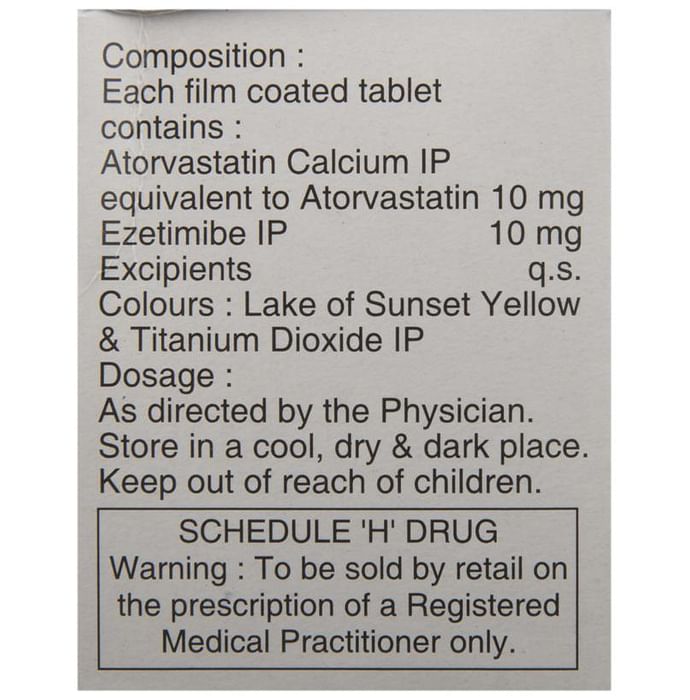 Composition :
Each film coated tablet
contains :
Atorvastatin Calcium IP
equivalent to Atorvastatin 10 mg
Ezetimibe IP 10 mg
Excipients q.s.
Colours : Lake of Sunset Yellow
& Titanium Dioxide IP
Dosage :
As directed by the Physician.
Store in a cool, dry & dark place.
Keep out of reach of children.
SCHEDULE 'H' DRUG
Warning : To be sold by retail on
the prescription of a Registered
Medical Practitioner only.